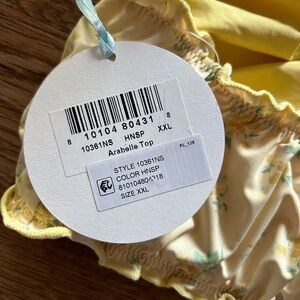 8 10104 80431 8
10361NS HNSP XXL
Arabelle Top
STYLE 10361NS
COLOR HNSP
810104804318
SIZE XXL